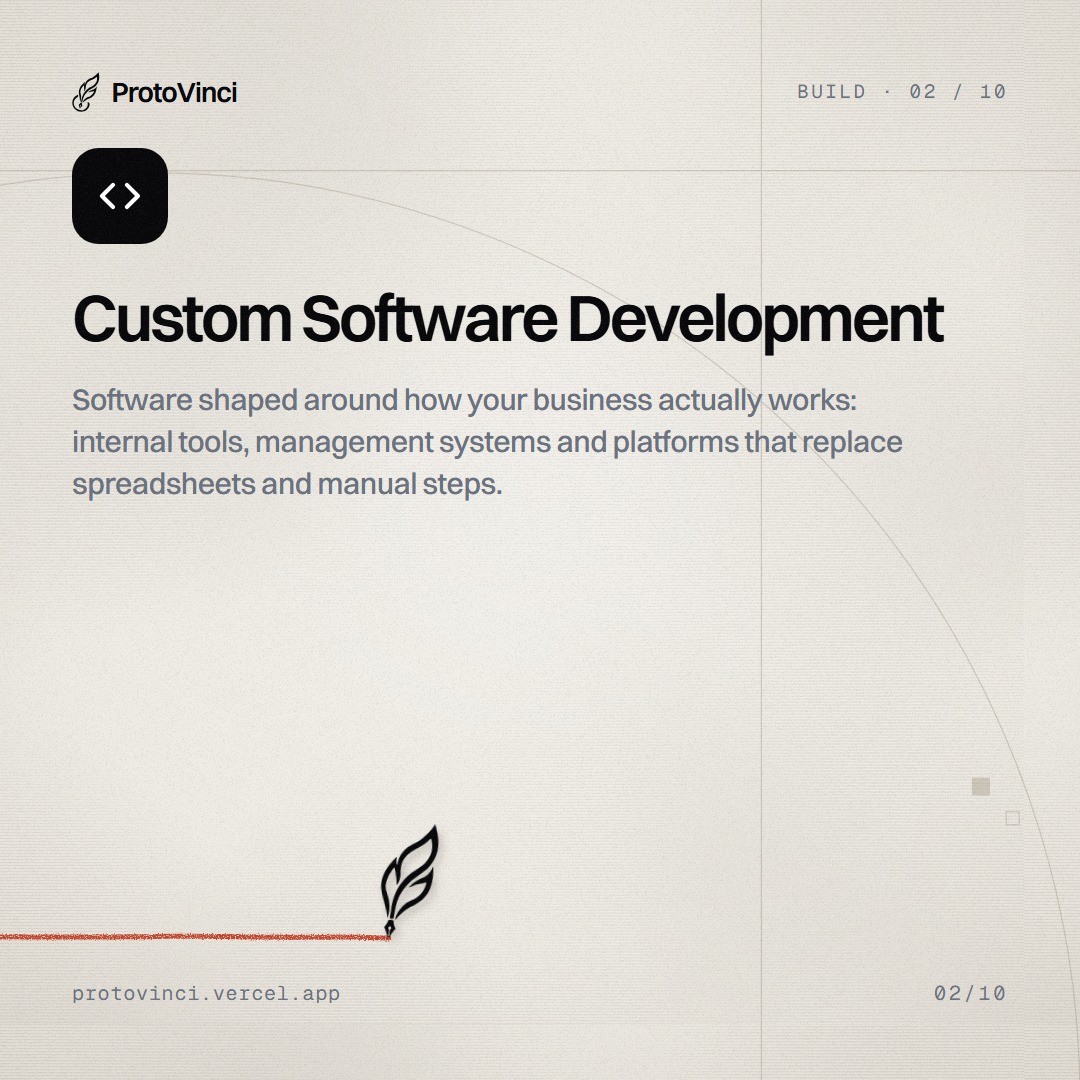 ProtoVinci
BUILD · 02 / 10
Custom Software Development
Software shaped around how your business actually works:
internal tools, management systems and platforms that replace
spreadsheets and manual steps.
protovinci.vercel.app
02/10